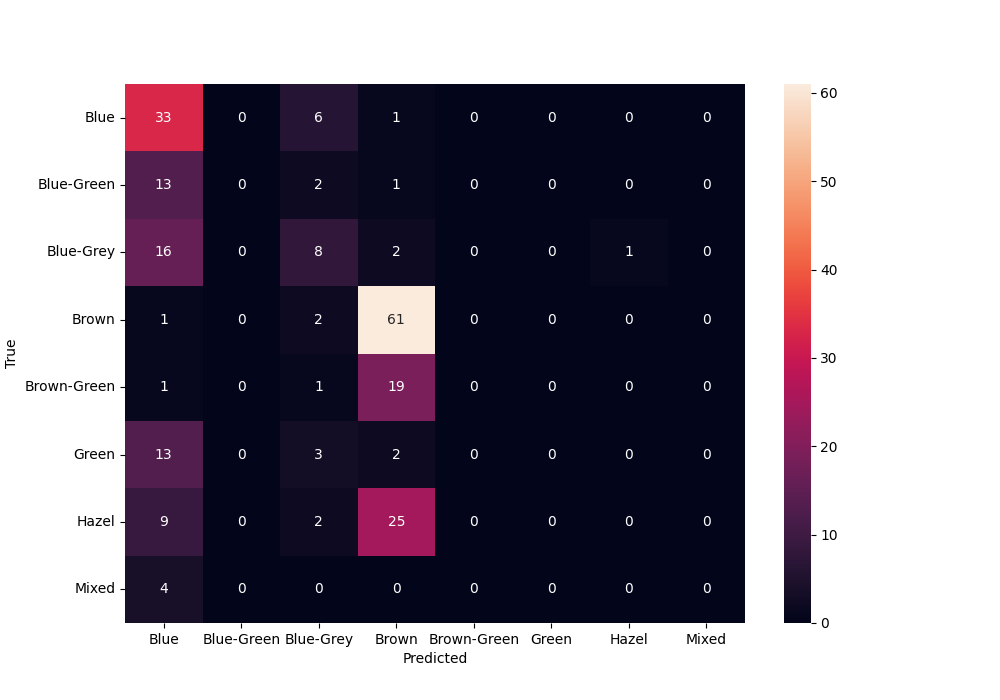 Blue 33 0 6 1 0 0 0 0
Blue-Green 13 0 2 1 0 0 0 0
Blue-Grey 16 0 8 2 0 0 1 0
Brown 1 0 2 61 0 0 0 0
Brown-Green 1 0 1 19 0 0 0 0
Green 13 0 3 2 0 0 0 0
Hazel 9 0 2 25 0 0 0 0
Mixed 4 0 0 0 0 0 0 0
Blue Blue-Green Blue-Grey Brown Brown-Green Green Hazel Mixed
Predicted
True
60
50
40
30
20
10
0